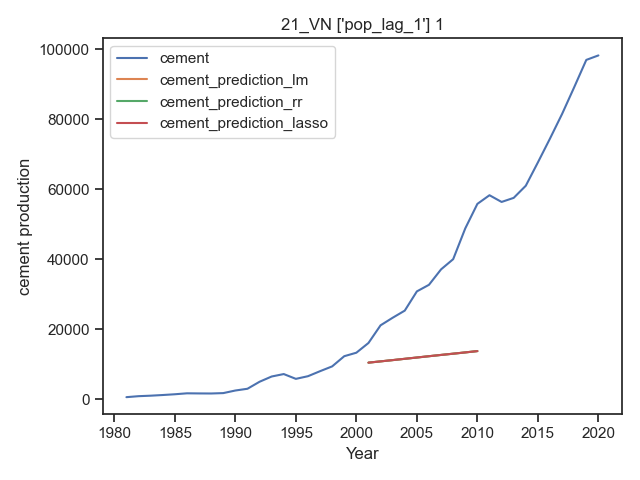 21_VN ['pop_lag_1'] 1
100000
80000
60000
40000
20000
0
cement production
cement
cement_prediction_lm
cement_prediction_rr
cement_prediction_lasso
1980 1985 1990 1995 2000 2005 2010 2015 2020
Year